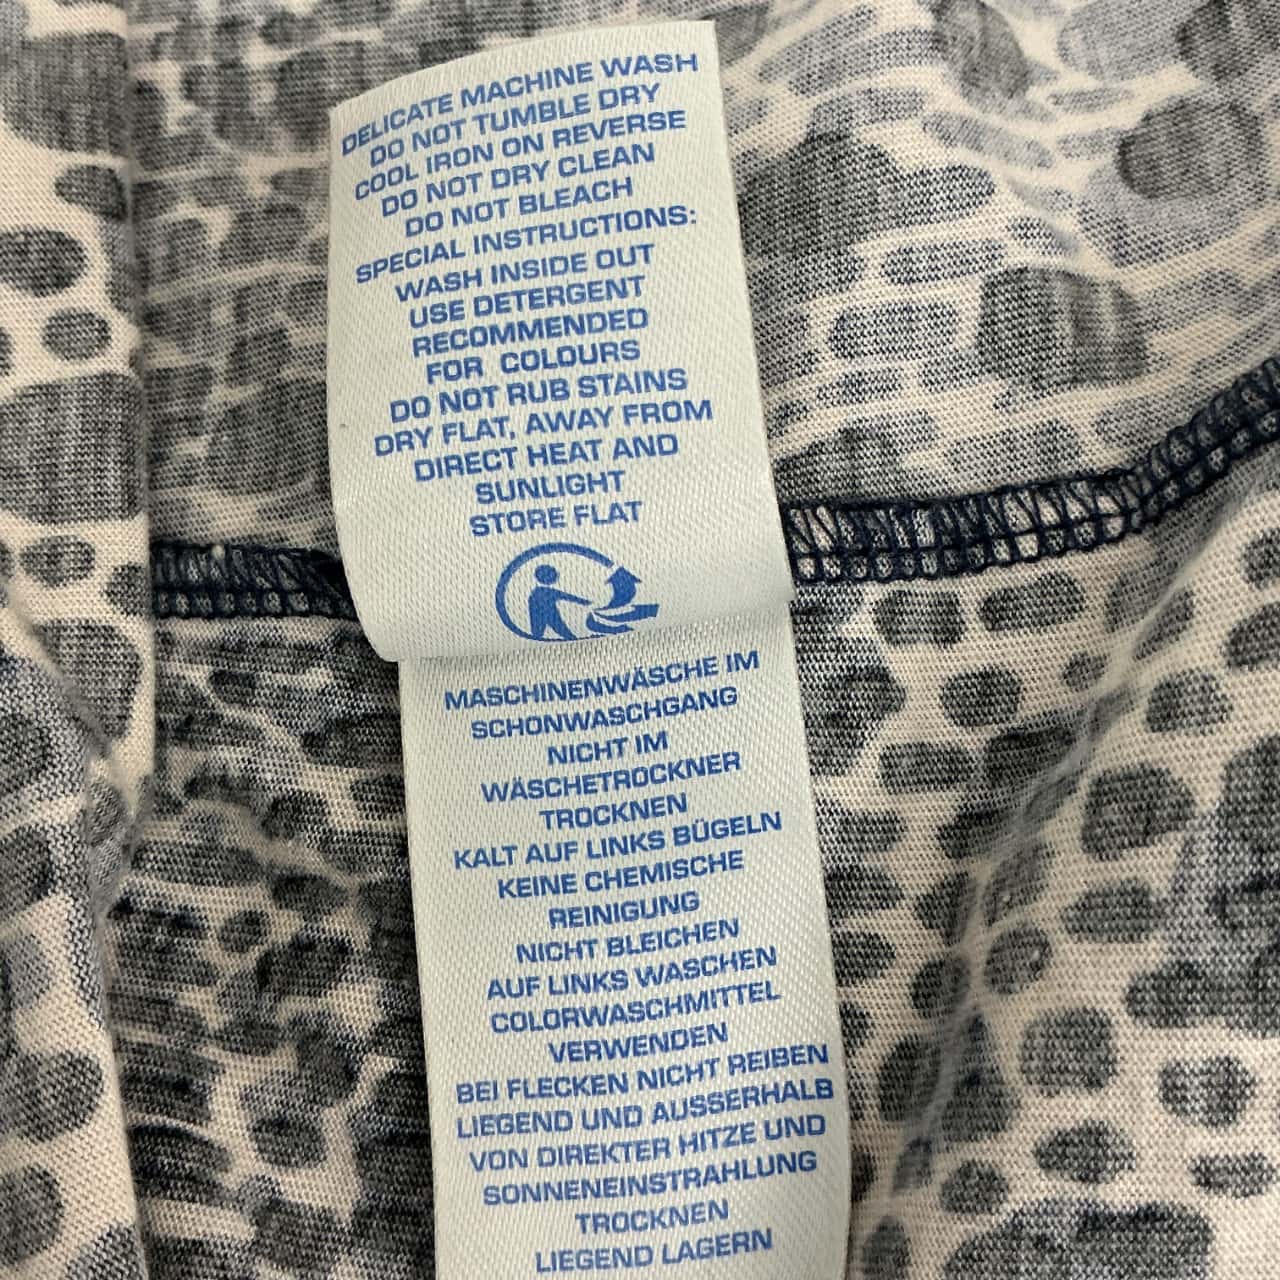 DELICATE MACHINE WASH
DO NOT TUMBLE DRY
COOL IRON ON REVERSE
DO NOT DRY CLEAN
DO NOT BLEACH
SPECIAL INSTRUCTIONS:
WASH INSIDE OUT
USE DETERGENT
RECOMMENDED
FOR COLOURS
DO NOT RUB STAINS
DRY FLAT, AWAY FROM
DIRECT HEAT AND
SUNLIGHT
STORE FLAT
MASCHINENWÄSCHE IM
SCHONWASCHGANG
NICHT IM
WÄSCHETROCKNER
TROCKNEN
KALT AUF LINKS BÜGELN
KEINE CHEMISCHE
REINIGUNG
NICHT BLEICHEN
AUF LINKS WASCHEN
COLORWASCHMITTEL
VERWENDEN
BEI FLECKEN NICHT REIBEN
LIEGEND UND AUSSERHALB
VON DIREKTER HITZE UND
SONNENEINSTRAHLUNG
TROCKNEN
LIEGEND LAGERN